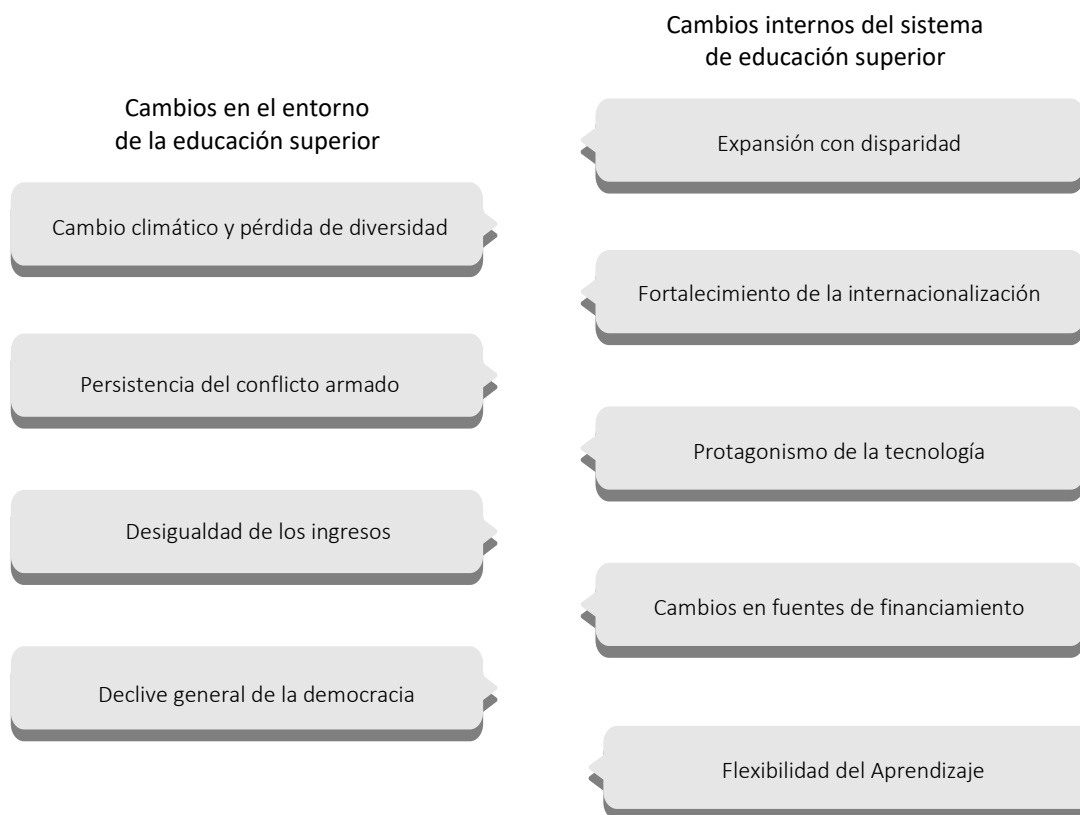 Cambios en el entorno
de la educación superior
Cambio climático y pérdida de diversidad
Persistencia del conflicto armado
Desigualdad de los ingresos
Declive general de la democracia
Cambios internos del sistema
de educación superior
Expansión con disparidad
Fortalecimiento de la internacionalización
Protagonismo de la tecnología
Cambios en fuentes de financiamiento
Flexibilidad del Aprendizaje